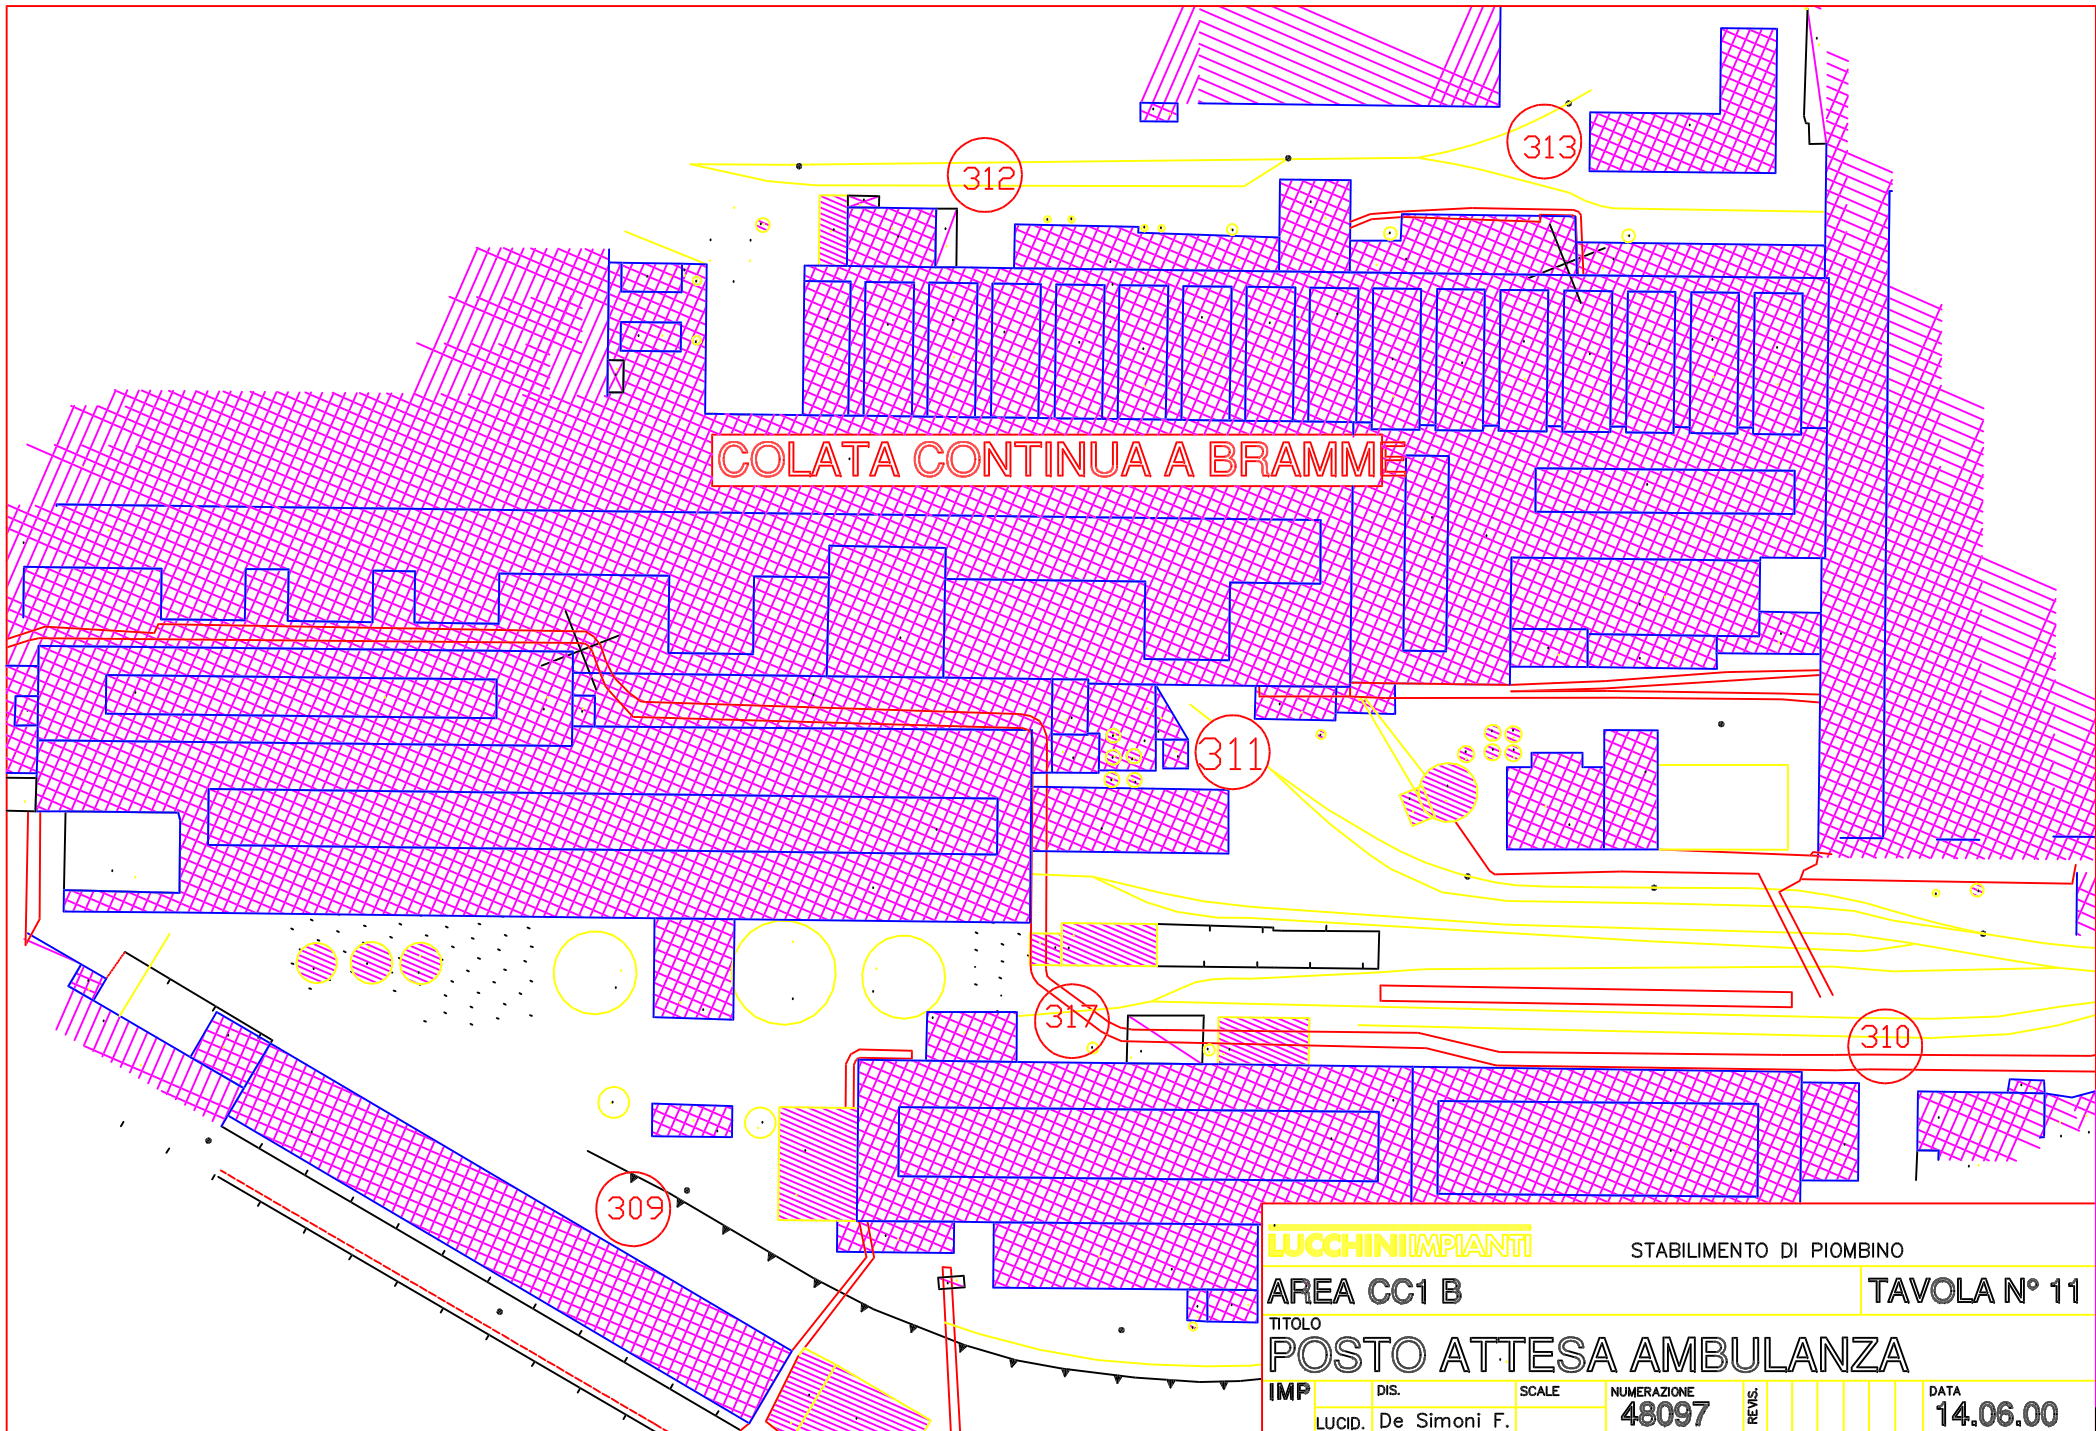 313
312
COLATA CONTINUA A BRAMME
311
317
310
309
LUCCHINI IMPIANTI
STABILIMENTO DI PIOMBINO
AREA CC1 B
TAVOLA N° 11
TITOLO
POSTO ATTESA AMBULANZA
IMP
DIS.
SCALE
NUMERAZIONE
48097
REVIS.
DATA
14.06.00
LUCID.
De Simoni F.